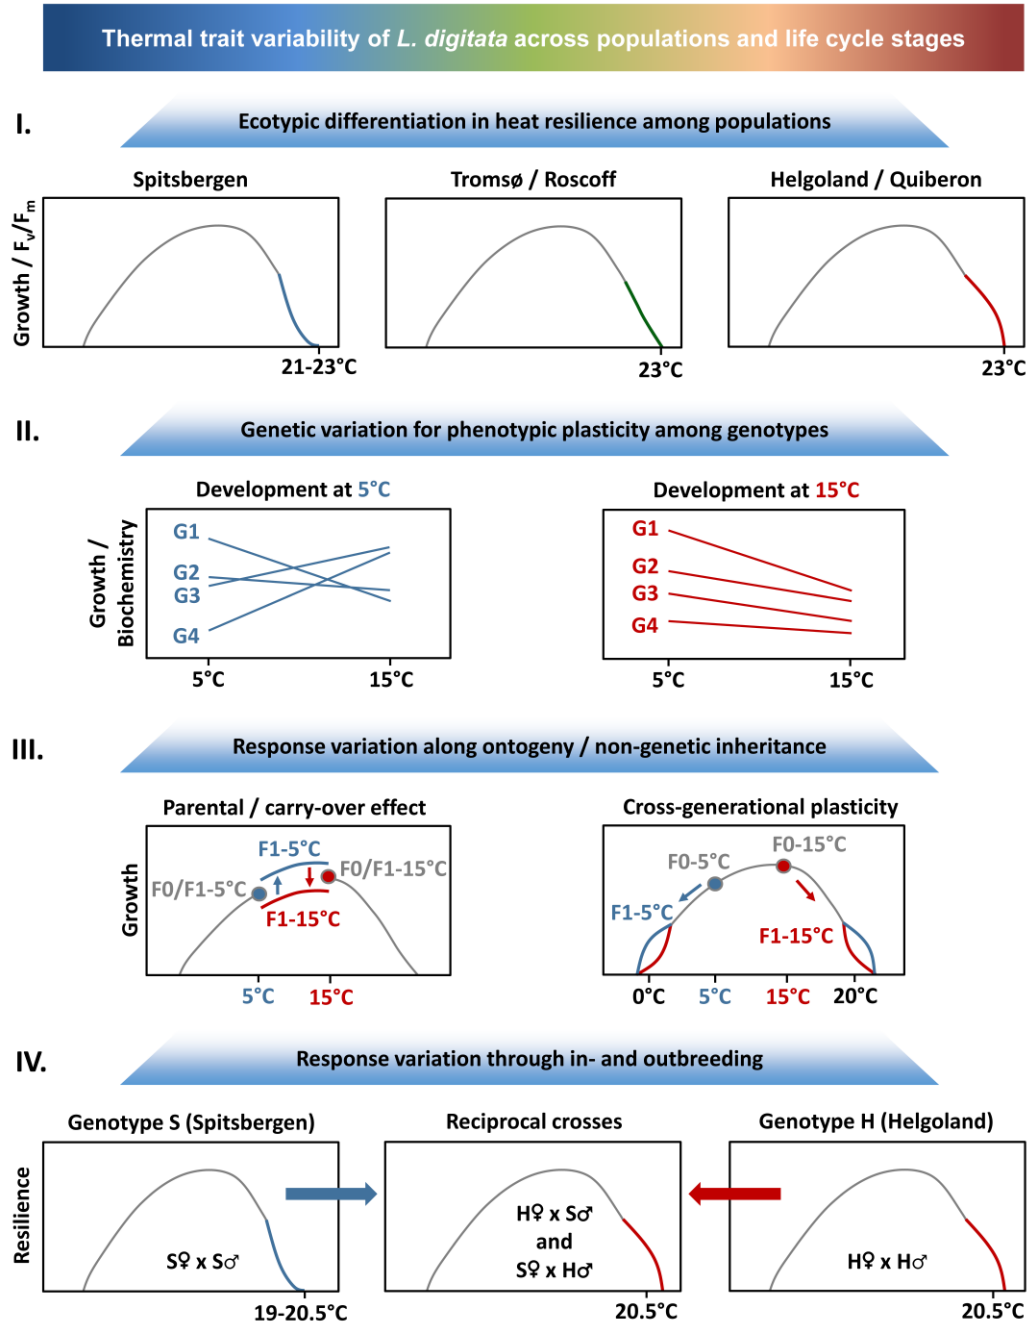 Thermal trait variability of L. digitata across populations and life cycle stages
I.
Ecotypic differentiation in heat resilience among populations
Spitsbergen
Tromsø / Roscoff
Helgoland / Quiberon
Growth / Fv/Fm
21-23°C
23°C
23°C
II.
Genetic variation for phenotypic plasticity among genotypes
Development at 5°C
Development at 15°C
Growth /
Biochemistry
G1
G2
G3
G4
5°C
15°C
G1
G2
G3
G4
5°C
15°C
III.
Response variation along ontogeny / non-genetic inheritance
Parental / carry-over effect
Cross-generational plasticity
Growth
F1-5°C
F0/F1-5°C
F0/F1-15°C
F1-15°C
5°C
15°C
F0-15°C
F0-5°C
F1-5°C
F1-15°C
0°C
5°C
15°C
20°C
IV.
Response variation through in- and outbreeding
Genotype S (Spitsbergen)
Reciprocal crosses
Genotype H (Helgoland)
Resilience
S♀ x S♂
19-20.5°C
H♀ x S♂
and
S♀ x H♂
20.5°C
H♀ x H♂
20.5°C